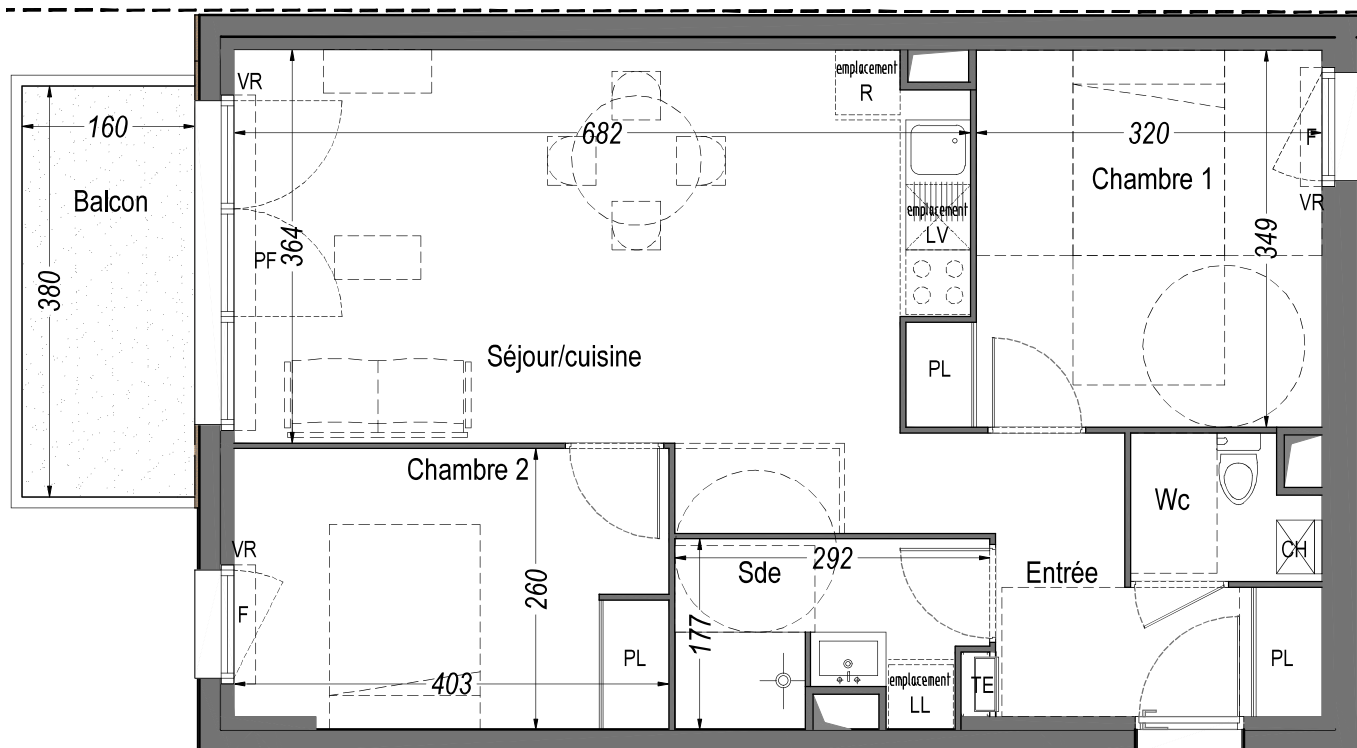 VR
160
Balcon
380
PF
364
682
emplacement
R
emplacement
LV
Séjour/cuisine
PL
320
Chambre 1
F
VR
349
Chambre 2
VR
F
260
403
PL
Sde
292
177
emplacement
LL
TE
Entrée
Wc
CH
PL